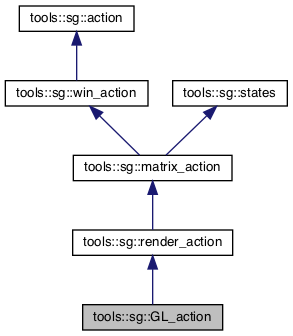 tools::sg::action
tools::sg::win_action
tools::sg::states
tools::sg::matrix_action
tools::sg::render_action
tools::sg::GL_action